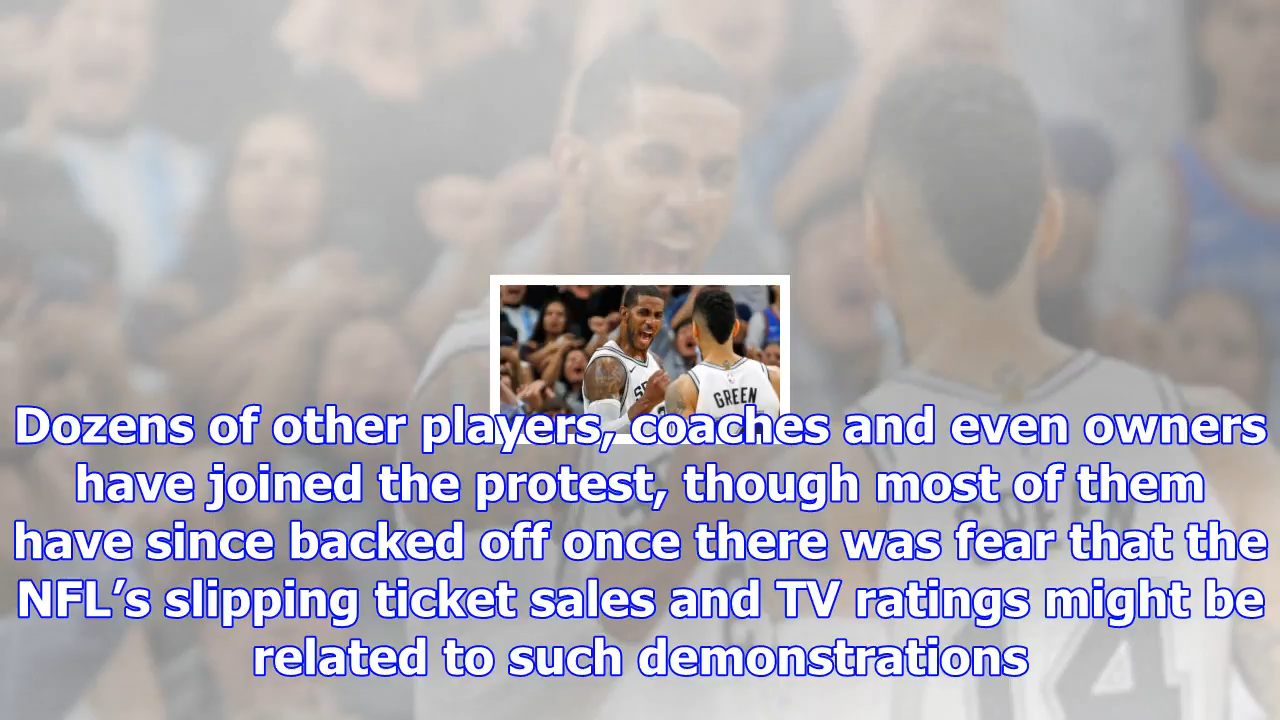 GREEN
Dozens of other players, coaches and even owners
have joined the protest, though most of them
have since backed off once there was fear that the
NFL’s slipping ticket sales and TV ratings might be
related to such demonstrations